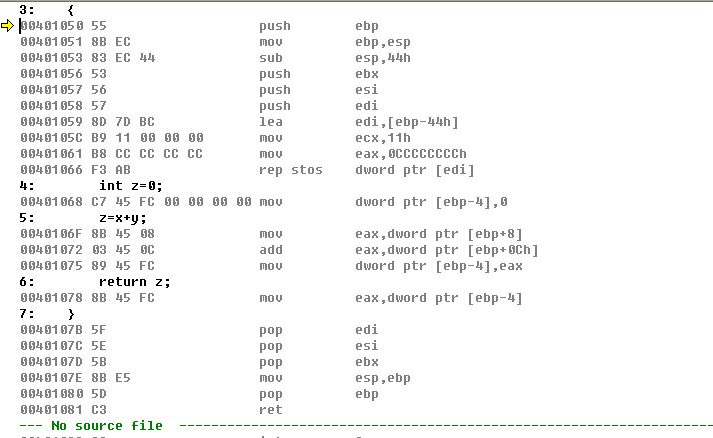 3:    {
00401050 55                   push        ebp
00401051 8B EC                mov         ebp,esp
00401053 83 EC 44             sub         esp,44h
00401056 53                   push        ebx
00401057 56                   push        esi
00401058 57                   push        edi
00401059 8D 7D BC             lea         edi,[ebp-44h]
0040105C B9 11 00 00 00       mov         ecx,11h
00401061 B8 CC CC CC CC       mov         eax,0CCCCCCCCh
00401066 F3 AB                rep stos    dword ptr [edi]
4:        int z=0;
00401068 C7 45 FC 00 00 00 00 mov         dword ptr [ebp-4],0
5:        z=x+y;
0040106F 8B 45 08             mov         eax,dword ptr [ebp+8]
00401072 03 45 0C             add         eax,dword ptr [ebp+0Ch]
00401075 89 45 FC             mov         dword ptr [ebp-4],eax
6:        return z;
00401078 8B 45 FC             mov         eax,dword ptr [ebp-4]
7:    }
0040107B 5F                   pop         edi
0040107C 5E                   pop         esi
0040107D 5B                   pop         ebx
0040107E 8B E5                mov         esp,ebp
00401080 5D                   pop         ebp
00401081 C3                   ret
--- No source file  ---------------------------------------------------------------